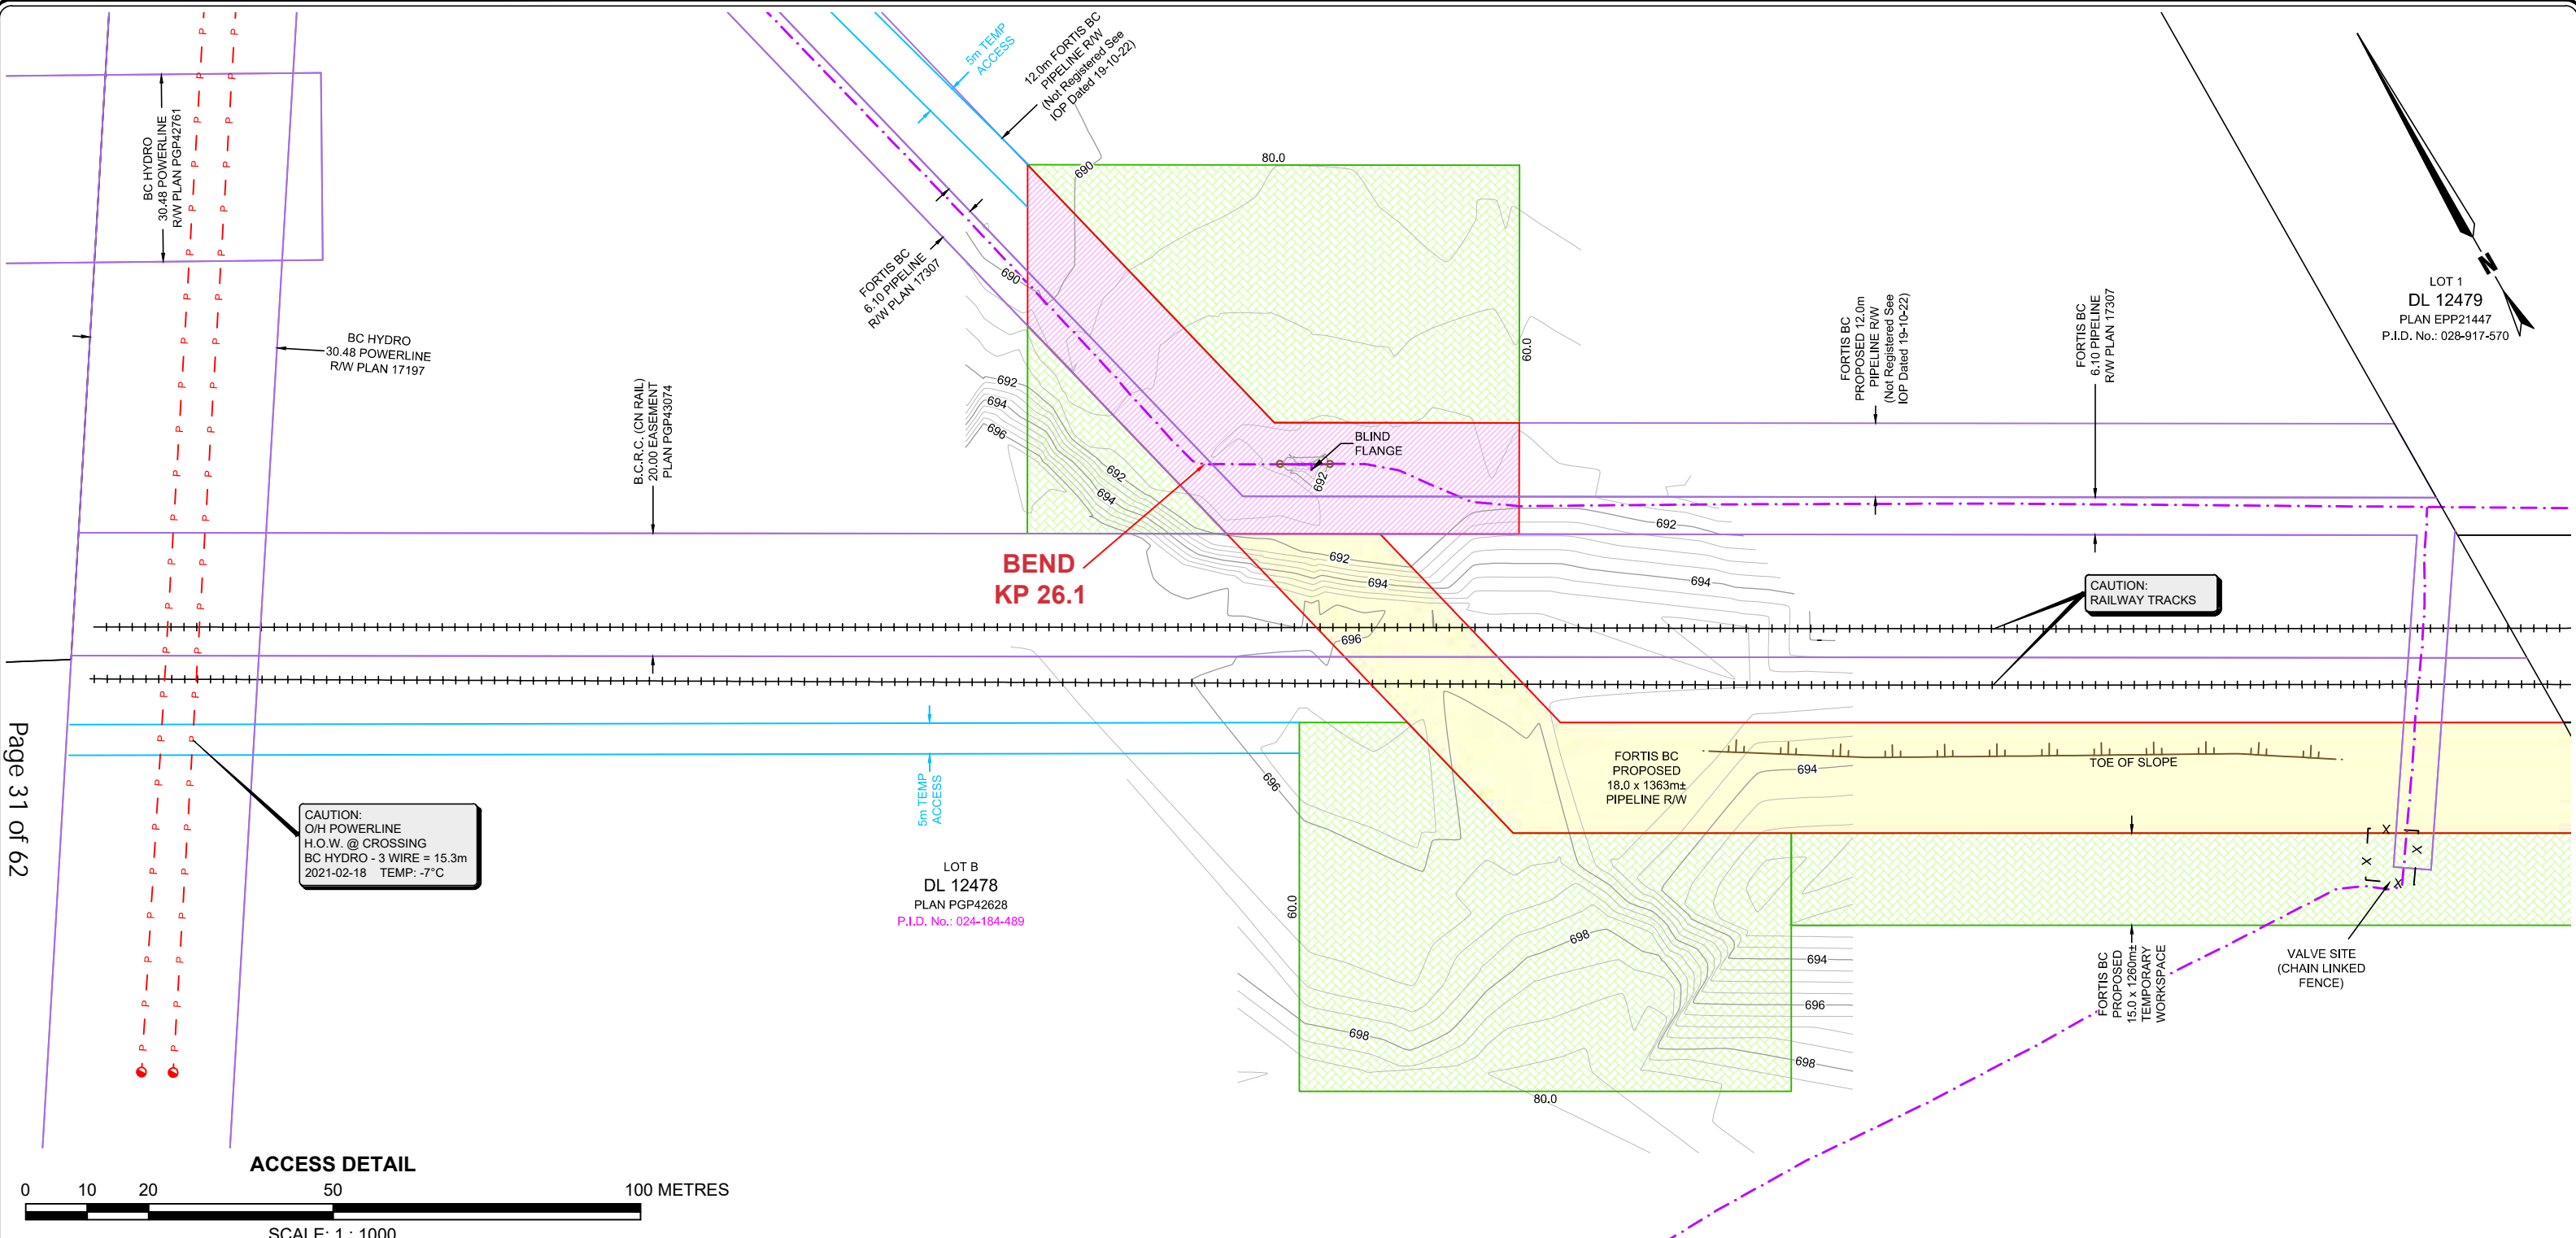 5m TEMP
ACCESS
12.0m FORTIS BC
PIPELINE R/W
(Not Registered See
IOP Dated 19-10-22)
BC HYDRO
30.48 POWERLINE
R/W PLAN PGP42761
BC HYDRO
30.48 POWERLINE
R/W PLAN 17197
FORTIS BC
6.10 PIPELINE
R/W PLAN 17307
B.C.R.C. (CN RAIL)
20.00 EASEMENT
PLAN PGP43074
80.0
60.0
690
690
692
694
696
692
694
BLIND
FLANGE
692
BEND
KP 26.1
FORTIS BC
PROPOSED 12.0m
PIPELINE R/W
(Not Registered See
IOP Dated 19-10-22)
FORTIS BC
6.10 PIPELINE
R/W PLAN 17307
N
LOT 1
DL 12479
PLAN EPP21447
P.I.D. No.: 028-917-570
692
692
694
694
696
CAUTION:
RAILWAY TRACKS
P P P P P P P P P P P P P P P P P P
P P P P P P P P P P P P P P P P P P
Page 31 of 62
CAUTION:
O/H POWERLINE
H.O.W. @ CROSSING
BC HYDRO - 3 WIRE = 15.3m
2021-02-18 TEMP: -7°C
5m TEMP
ACCESS
LOT B
DL 12478
PLAN PGP42628
P.I.D. No.: 024-184-489
696
60.0
FORTIS BC
PROPOSED
18.0 x 1363m±
PIPELINE R/W
694
TOE OF SLOPE
698
698
694
696
698
80.0
FORTIS BC
PROPOSED
15.0 x 1260m±
TEMPORARY
WORKSPACE
X
X
X
X
VALVE SITE
(CHAIN LINKED
FENCE)
ACCESS DETAIL
0 10 20 50 100 METRES
SCALE: 1 : 1000